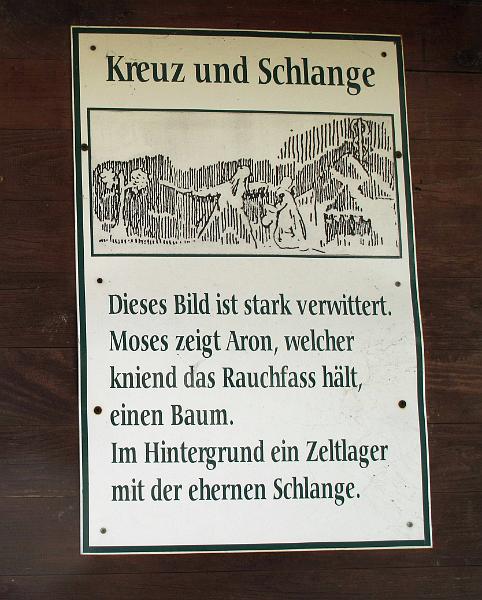 Kreuz und Schlange
Dieses Bild ist stark verwittert.
Moses zeigt Aron, welcher
kniend das Rauchfass hält,
einen Baum.
Im Hintergrund ein Zeltlager
mit der ehernen Schlange.